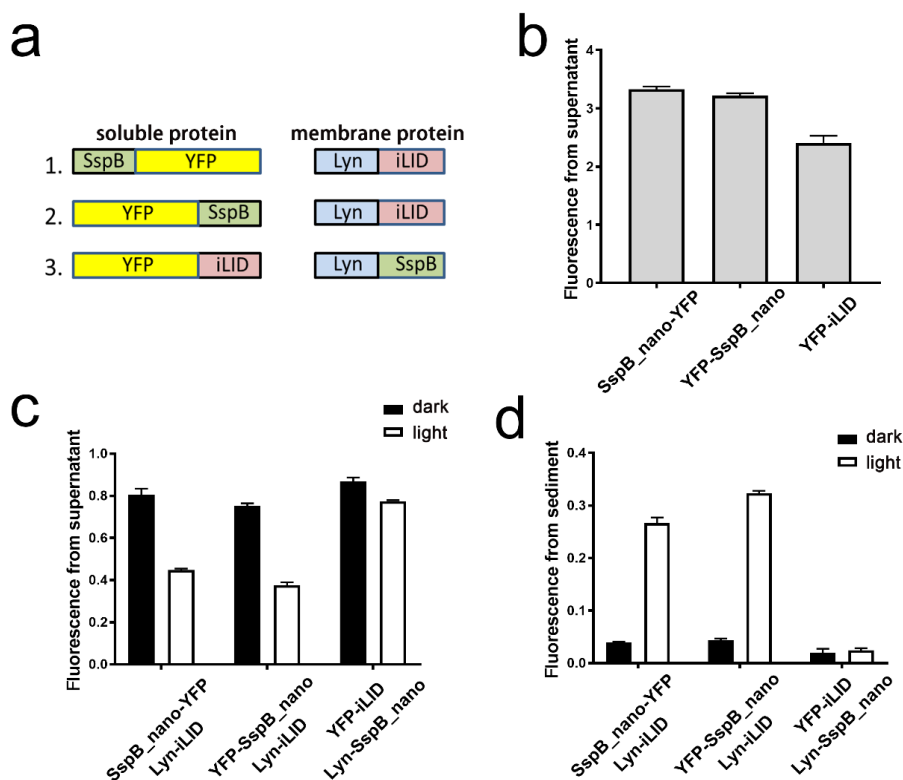 a
soluble protein membrane protein
1. SspB YFP Lyn iLID
2. YFP SspB Lyn iLID
3. YFP iLID Lyn SspB
b
Fluorescence from supernatant
4
3
2
1
0
SspB_nano-YFP
YFP-SspB_nano
YFP-iLID
c
dark
light
Fluorescence from supernatant
1.0
0.8
0.6
0.4
0.2
0.0
SspB_nano-YFP
Lyn-iLID
YFP-SspB_nano
Lyn-iLID
YFP-iLID
Lyn-SspB_nano
d
dark
light
Fluorescence from sediment
0.4
0.3
0.2
0.1
0.0
SspB_nano-YFP
Lyn-iLID
YFP-SspB_nano
Lyn-iLID
YFP-iLID
Lyn-SspB_nano